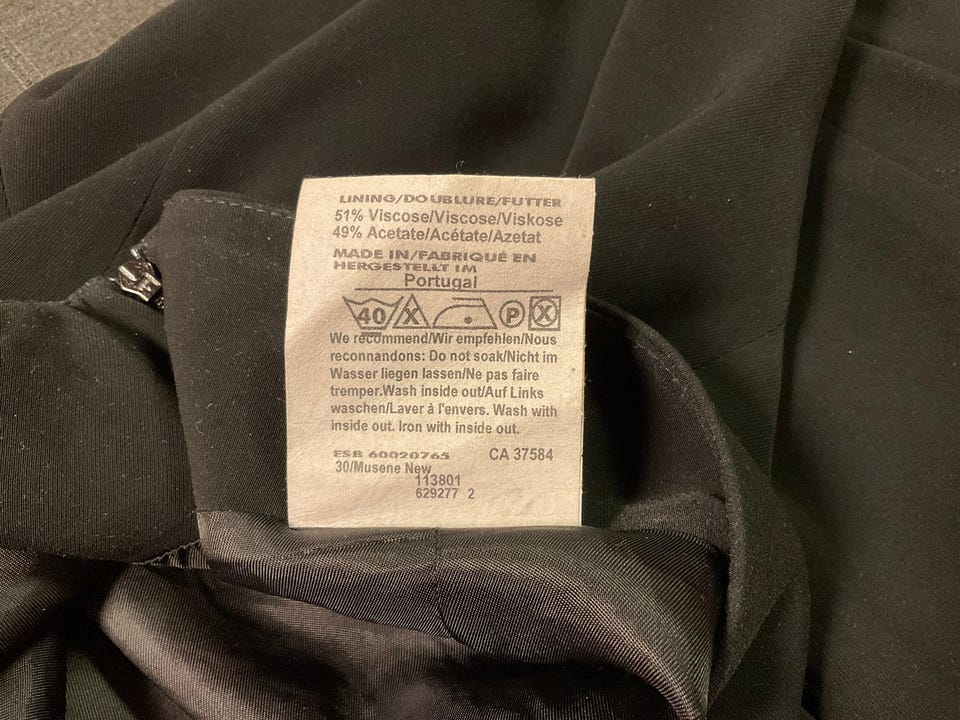 LINING/DOUBLURE/FUTTER
51% Viscose/Viscose/Viskose
49% Acetate/Acétate/Azetat
MADE IN/FABRIQUÉ EN
HERGESTELLT IM
Portugal
40 P
We recommend/Wir empfehlen/Nous
reconnandons: Do not soak/Nicht im
Wasser liegen lassen/Ne pas faire
tremper.Wash inside out/Auf Links
waschen/Laver à l'envers. Wash with
inside out. Iron with inside out.
ESB 60020765 CA 37584
30/Musene New
113801
629277 2